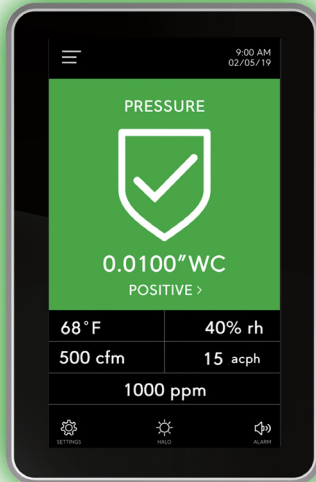 9:00 AM
02/05/19
PRESSURE
0.0100"WC
POSITIVE >
68°F
40% rh
500 cfm
15 acph
1000 ppm
SETTINGS
HALO
ALARM